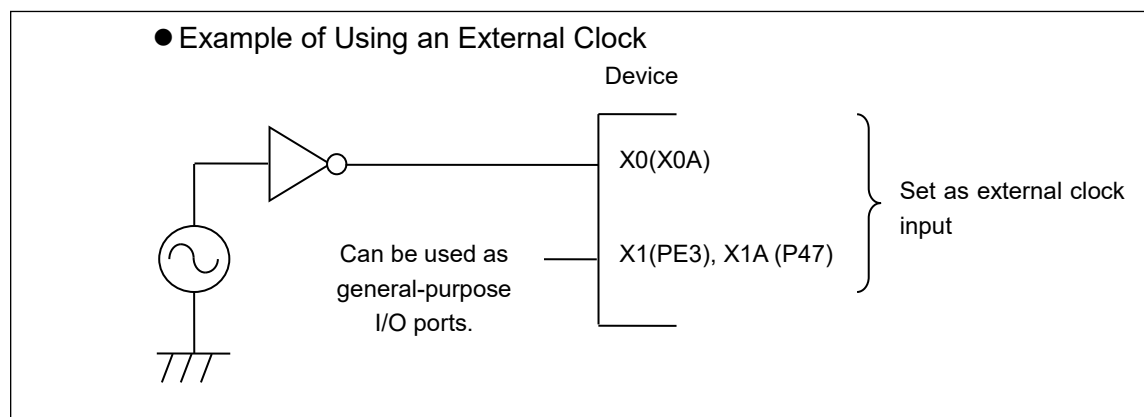 ● Example of Using an External Clock
Device
X0(X0A)
Set as external clock
input
Can be used as
general-purpose
I/O ports.
X1(PE3), X1A (P47)